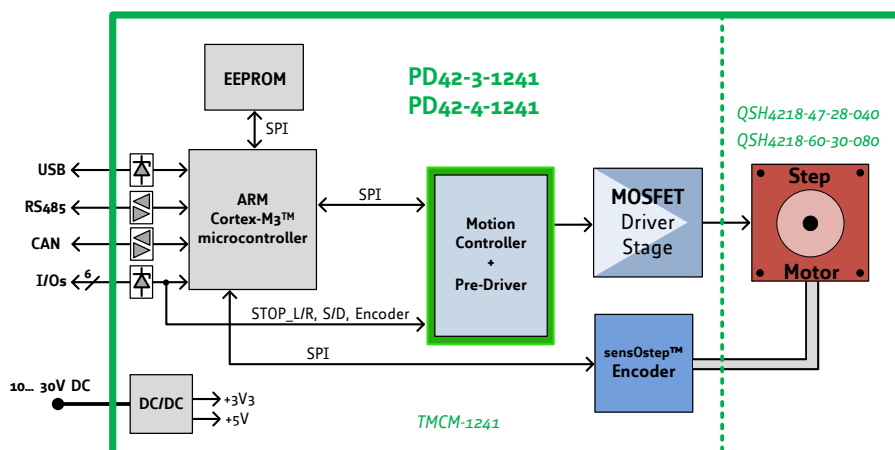 EEPROM
PD42-3-1241
PD42-4-1241
QSH4218-47-28-040
QSH4218-60-30-080
SPI
USB
RS485
CAN
I/Os
6
ARM
Cortex-M3™
microcontroller
SPI
Motion
Controller
+
Pre-Driver
MOSFET
Driver
Stage
Step
Motor
STOP_L/R, S/D, Encoder
SPI
sensOstep™
Encoder
10... 30V DC
DC/DC
+3V3
+5V
TMCM-1241